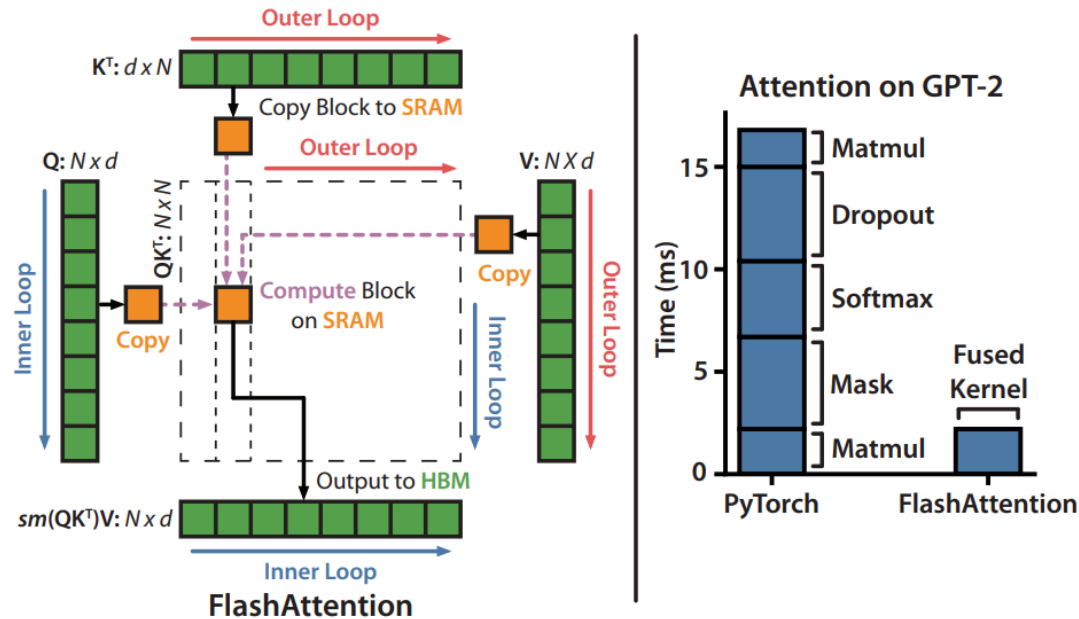 Outer Loop
Kᵀ: d x N
Copy Block to SRAM
Q: N x d
Outer Loop
V: N X d
QKᵀ: N x N
Copy
Inner Loop
Copy
Compute Block
on SRAM
Inner Loop
Outer Loop
Output to HBM
sm(QKᵀ)V: N x d
Inner Loop
FlashAttention
Attention on GPT-2
Time (ms)
15
10
5
0
Matmul
Dropout
Softmax
Mask
Matmul
Fused
Kernel
PyTorch
FlashAttention